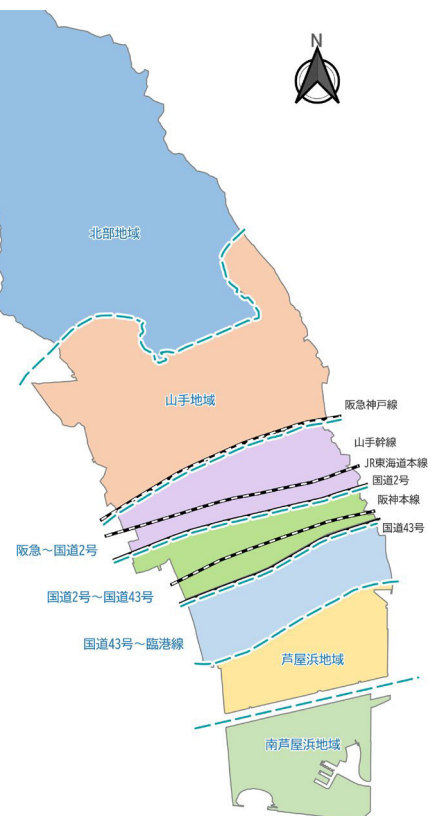 N
北部地域
山手地域
阪急神戸線
山手幹線
JR東海道本線
国道2号
阪神本線
国道43号
阪急～国道2号
国道2号～国道43号
国道43号～臨港線
芦屋浜地域
南芦屋浜地域